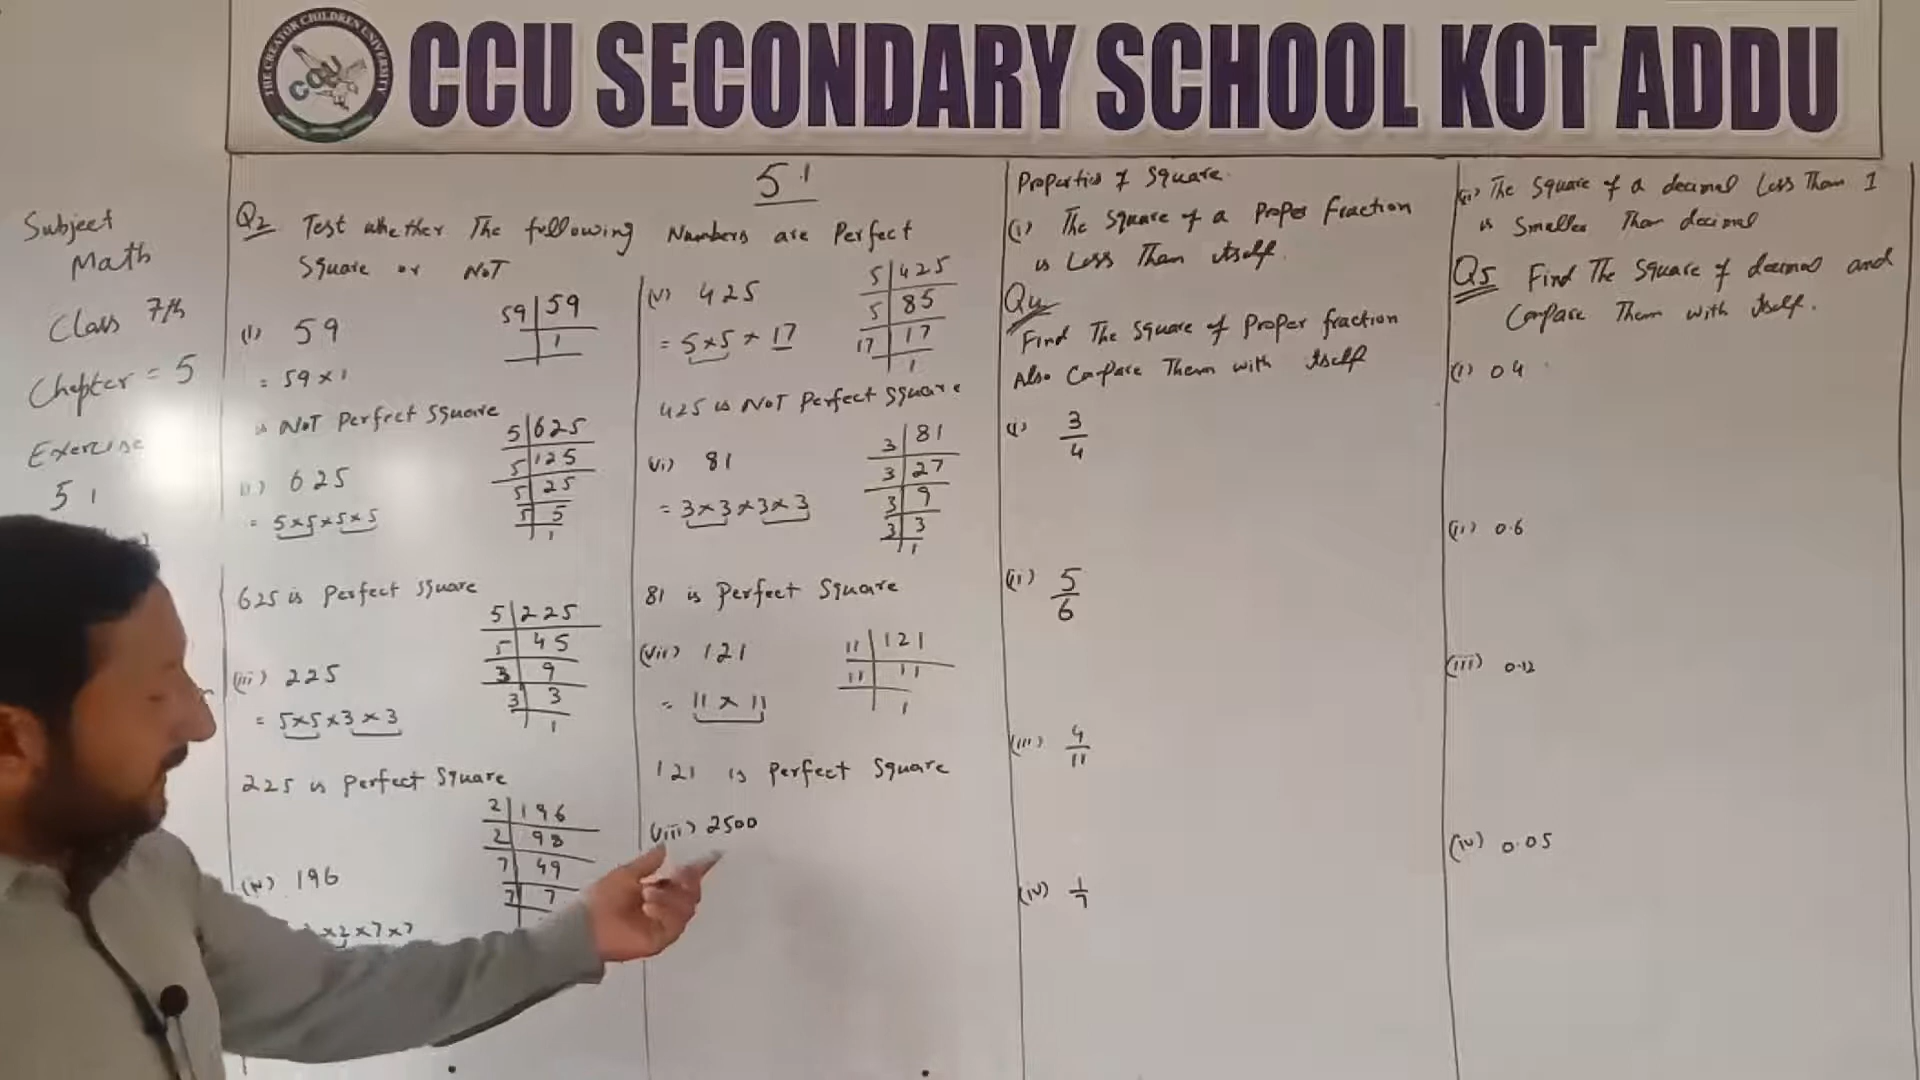 THE CREATOR CHILDREN UNIVERSITY
CCU
CCU SECONDARY SCHOOL KOT ADDU
Subject
Math
Class 7th
Chapter = 5
Exercise
5 1
5.1
Q2 Test whether The following Numbers are Perfect
Square or NoT
(i) 59
59 | 59
1
= 59 × 1
is NoT Perfect Square
(ii) 625
5 | 625
5 | 125
5 | 25
5 | 5
1
= 5×5×5×5
625 is Perfect Square
(iii) 225
5 | 225
5 | 45
3 | 9
3 | 3
1
= 5×5×3×3
225 is Perfect Square
(iv) 196
2 | 196
2 | 98
7 | 49
7 | 7
×2×7×7
(v) 425
5 | 425
5 | 85
17 | 17
1
= 5×5×17
425 is NoT Perfect Square
(vi) 81
3 | 81
3 | 27
3 | 9
3 | 3
1
= 3×3×3×3
81 is Perfect Square
(vii) 121
11 | 121
11 | 11
1
= 11 × 11
121 is Perfect Square
(viii) 2500
Properties of Square.
(i) The Square of a Proper Fraction
is Less Than itself.
Q4
Find The Square of Proper fraction
Also Compare Them with itself
(i) 3/4
(ii) 5/6
(iii) 4/11
(iv) 1/7
(ii) The Square of a decimal Less Than 1
is Smaller Than decimal
Q5 Find The Square of decimal and
Compare Them with itself.
(i) 0.4
(ii) 0.6
(iii) 0.12
(iv) 0.05